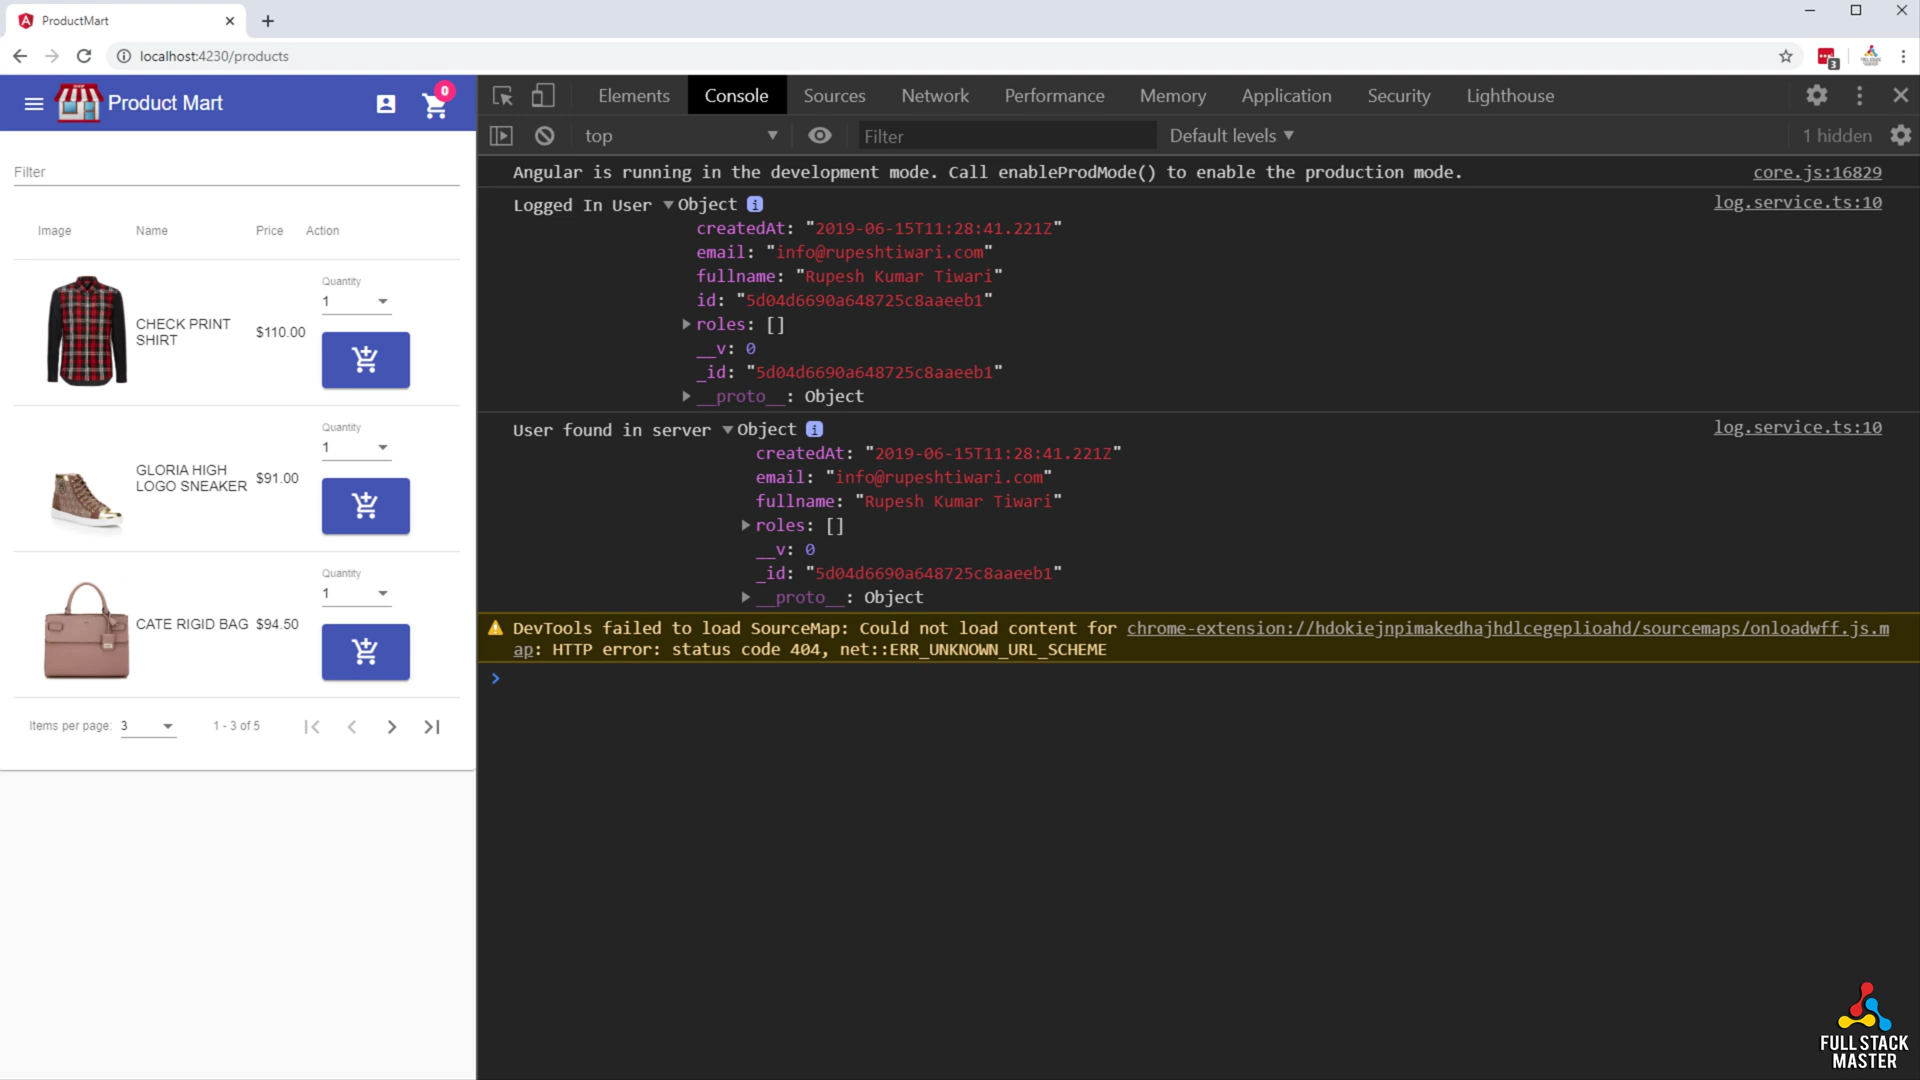 ProductMart
localhost:4230/products
3
Product Mart
0
Filter
Image Name Price Action
CHECK PRINT
SHIRT
$110.00
Quantity
1
GLORIA HIGH
LOGO SNEAKER
$91.00
Quantity
1
CATE RIGID BAG
$94.50
Quantity
1
Items per page: 3 1 - 3 of 5
Elements Console Sources Network Performance Memory Application Security Lighthouse
top Filter Default levels 1 hidden
Angular is running in the development mode. Call enableProdMode() to enable the production mode. core.js:16829
Logged In User Object log.service.ts:10
createdAt: "2019-06-15T11:28:41.221Z"
email: "info@rupeshtiwari.com"
fullname: "Rupesh Kumar Tiwari"
id: "5d04d6690a648725c8aaeeb1"
roles: []
__v: 0
_id: "5d04d6690a648725c8aaeeb1"
__proto__: Object
User found in server Object log.service.ts:10
createdAt: "2019-06-15T11:28:41.221Z"
email: "info@rupeshtiwari.com"
fullname: "Rupesh Kumar Tiwari"
roles: []
__v: 0
_id: "5d04d6690a648725c8aaeeb1"
__proto__: Object
DevTools failed to load SourceMap: Could not load content for chrome-extension://hdokiejnpimakedhajhdlcegeplioahd/sourcemaps/onloadwff.js.m
ap: HTTP error: status code 404, net::ERR_UNKNOWN_URL_SCHEME
FULL STACK
MASTER